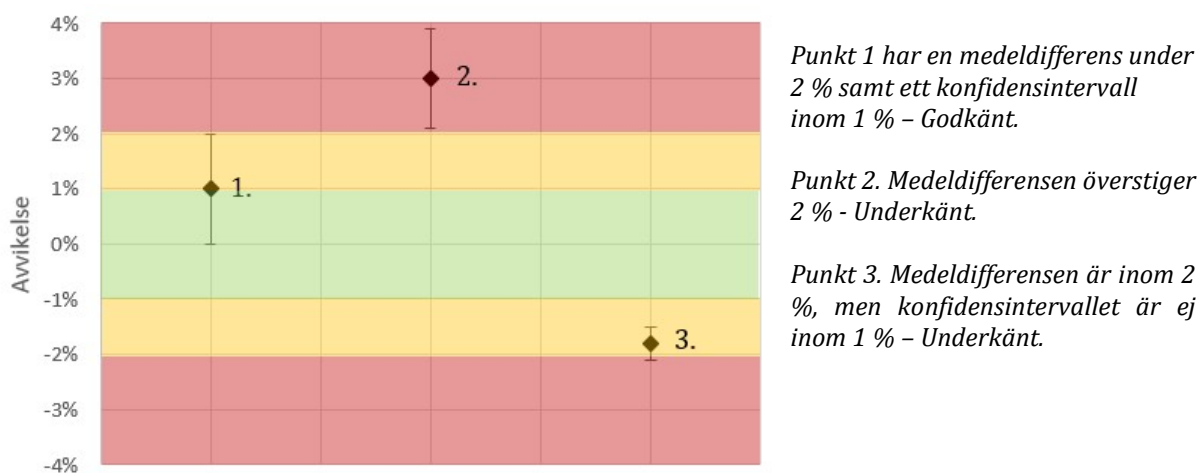 4%
3%
2%
1%
0%
-1%
-2%
-3%
-4%
Avvikelse
1.
2.
3.
Punkt 1 har en medeldifferens under
2 % samt ett konfidensintervall
inom 1 % – Godkänt.
Punkt 2. Medeldifferensen överstiger
2 % - Underkänt.
Punkt 3. Medeldifferensen är inom 2
%, men konfidensintervallet är ej
inom 1 % – Underkänt.